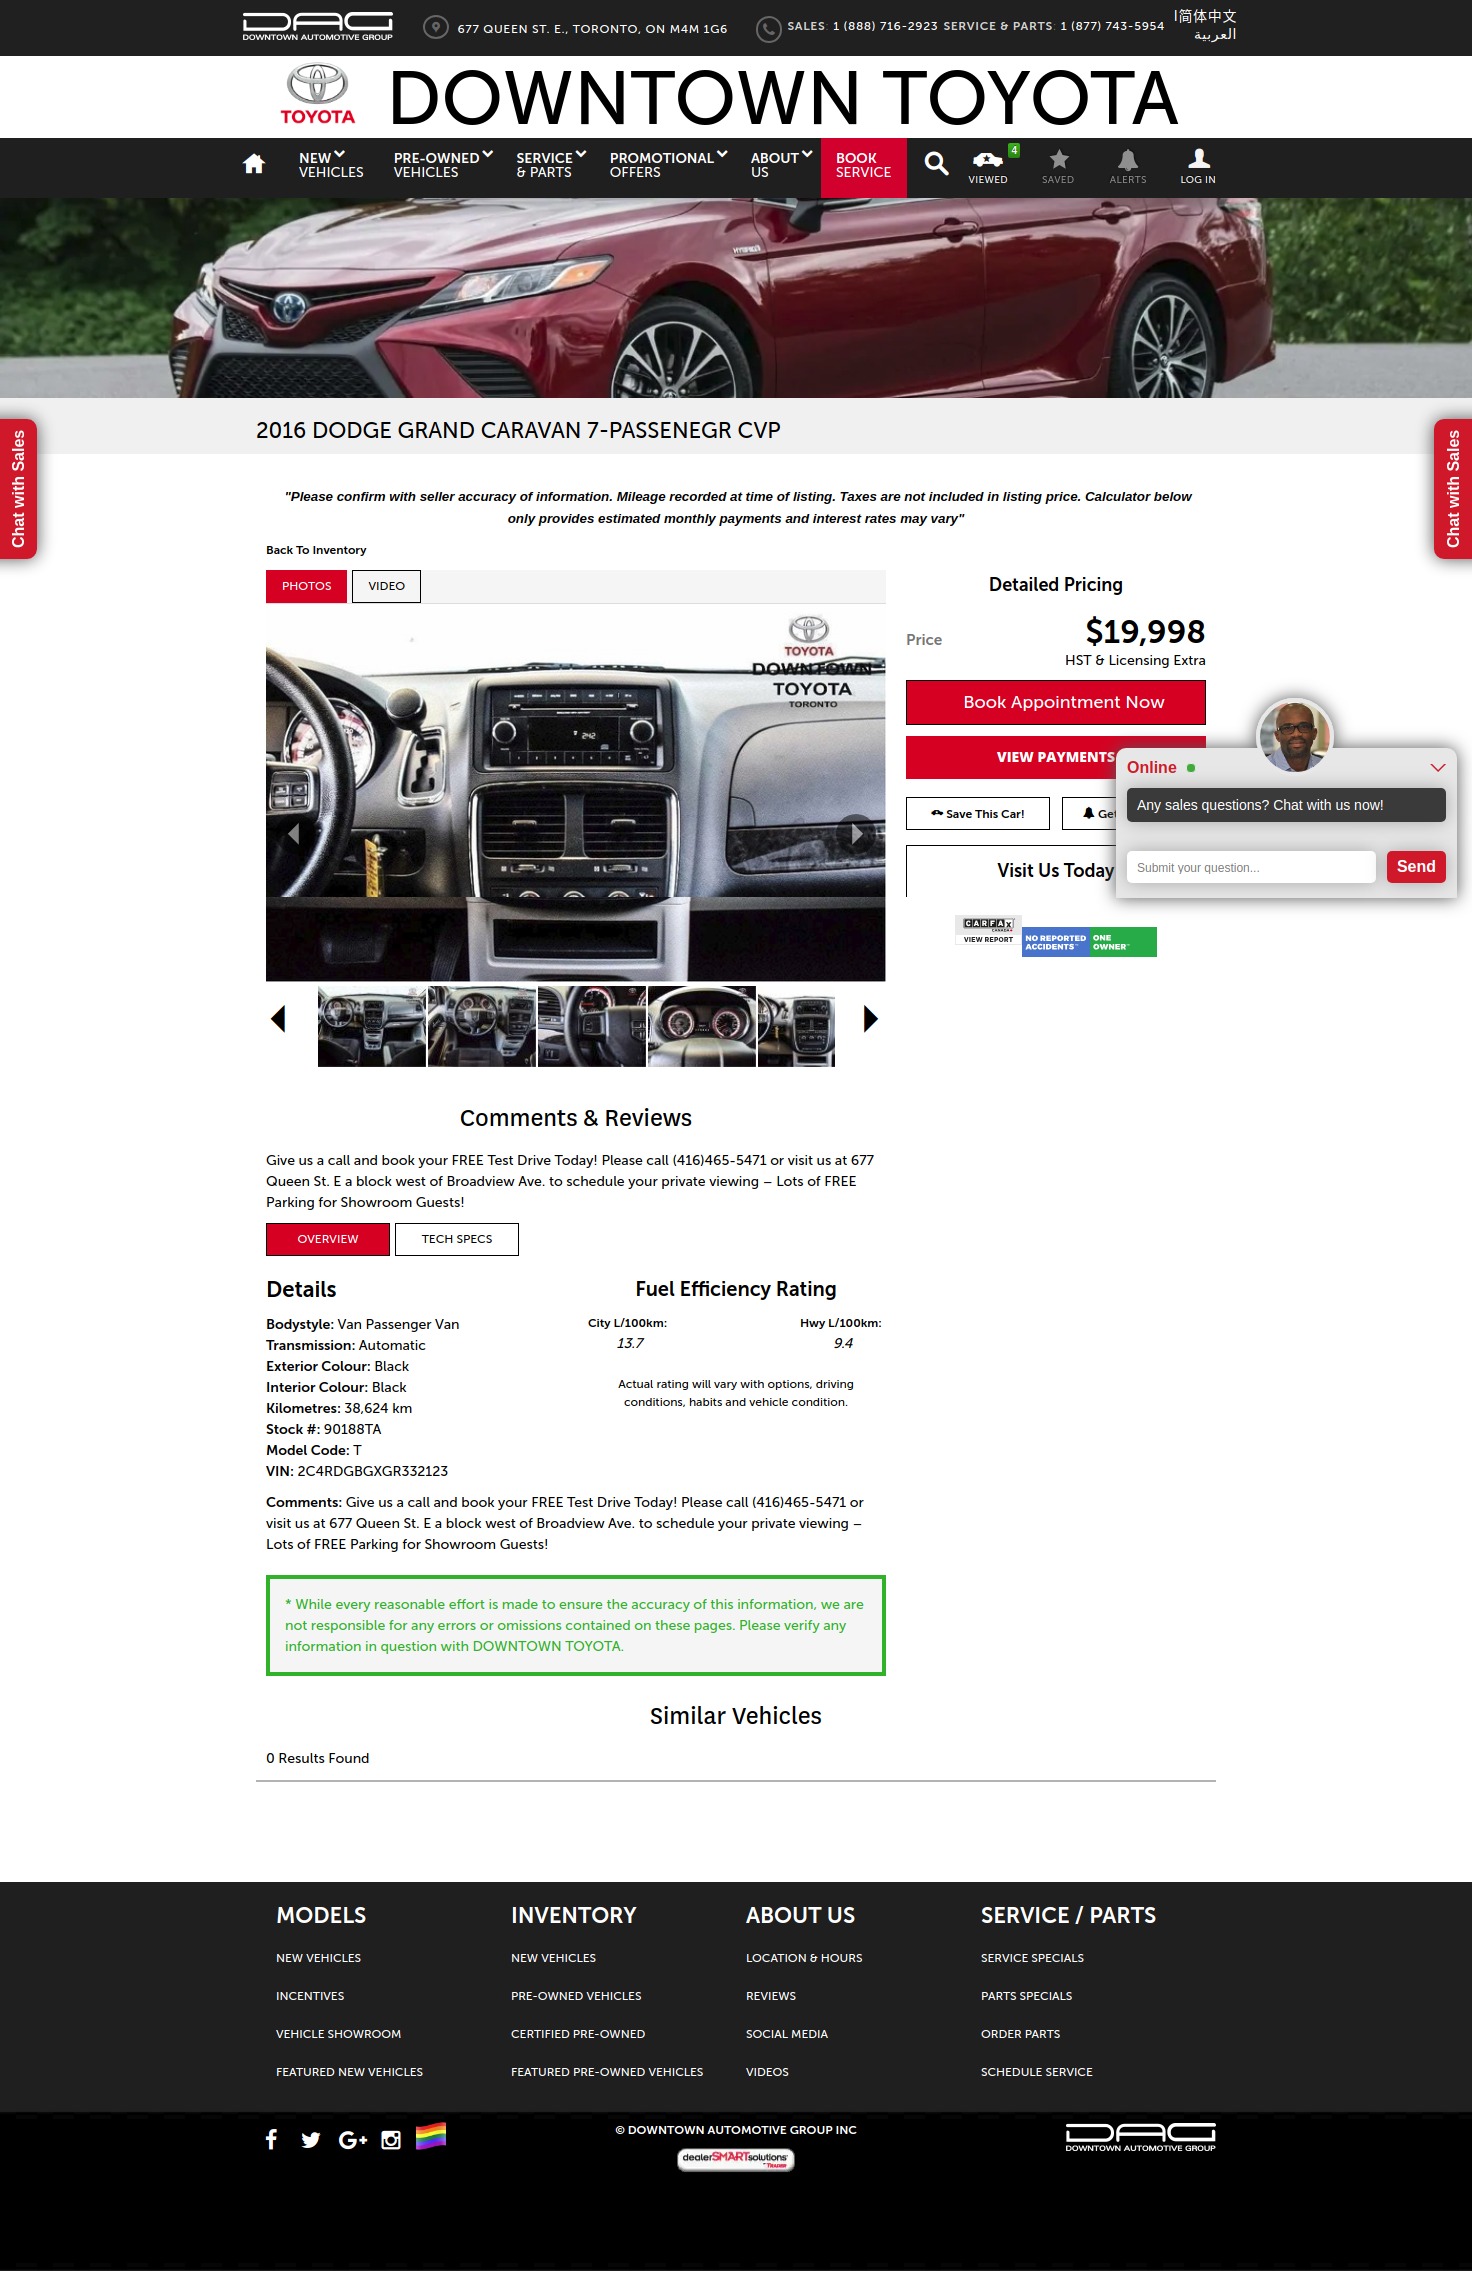 DAG
DOWNTOWN AUTOMOTIVE GROUP
677 QUEEN ST. E., TORONTO, ON M4M 1G6
SALES: 1 (888) 716-2923 SERVICE & PARTS: 1 (877) 743-5954
|简体中文
العربية
TOYOTA
DOWNTOWN TOYOTA
NEW VEHICLES
PRE-OWNED VEHICLES
SERVICE & PARTS
PROMOTIONAL OFFERS
ABOUT US
BOOK SERVICE
VIEWED
4
SAVED
ALERTS
LOG IN
HYBRID
2016 DODGE GRAND CARAVAN 7-PASSENEGR CVP
Chat with Sales
Chat with Sales
"Please confirm with seller accuracy of information. Mileage recorded at time of listing. Taxes are not included in listing price. Calculator below
only provides estimated monthly payments and interest rates may vary"
Back To Inventory
PHOTOS
VIDEO
TOYOTA
DOWNTOWN
TOYOTA
TORONTO
Detailed Pricing
Price
$19,998
HST & Licensing Extra
Book Appointment Now
VIEW PAYMENTS
Save This Car!
Get
Visit Us Today
Online
Any sales questions? Chat with us now!
Submit your question...
Send
CARFAX
CANADA
VIEW REPORT
NO REPORTED
ACCIDENTS
ONE
OWNER
Comments & Reviews
Give us a call and book your FREE Test Drive Today! Please call (416)465-5471 or visit us at 677
Queen St. E a block west of Broadview Ave. to schedule your private viewing – Lots of FREE
Parking for Showroom Guests!
OVERVIEW
TECH SPECS
Details
Bodystyle: Van Passenger Van
Transmission: Automatic
Exterior Colour: Black
Interior Colour: Black
Kilometres: 38,624 km
Stock #: 90188TA
Model Code: T
VIN: 2C4RDGBGXGR332123
Fuel Efficiency Rating
City L/100km:
13.7
Hwy L/100km:
9.4
Actual rating will vary with options, driving
conditions, habits and vehicle condition.
Comments: Give us a call and book your FREE Test Drive Today! Please call (416)465-5471 or
visit us at 677 Queen St. E a block west of Broadview Ave. to schedule your private viewing –
Lots of FREE Parking for Showroom Guests!
* While every reasonable effort is made to ensure the accuracy of this information, we are
not responsible for any errors or omissions contained on these pages. Please verify any
information in question with DOWNTOWN TOYOTA.
Similar Vehicles
0 Results Found
MODELS
NEW VEHICLES
INCENTIVES
VEHICLE SHOWROOM
FEATURED NEW VEHICLES
INVENTORY
NEW VEHICLES
PRE-OWNED VEHICLES
CERTIFIED PRE-OWNED
FEATURED PRE-OWNED VEHICLES
ABOUT US
LOCATION & HOURS
REVIEWS
SOCIAL MEDIA
VIDEOS
SERVICE / PARTS
SERVICE SPECIALS
PARTS SPECIALS
ORDER PARTS
SCHEDULE SERVICE
© DOWNTOWN AUTOMOTIVE GROUP INC
dealerSMARTsolutions
by TRADER
DAG
DOWNTOWN AUTOMOTIVE GROUP